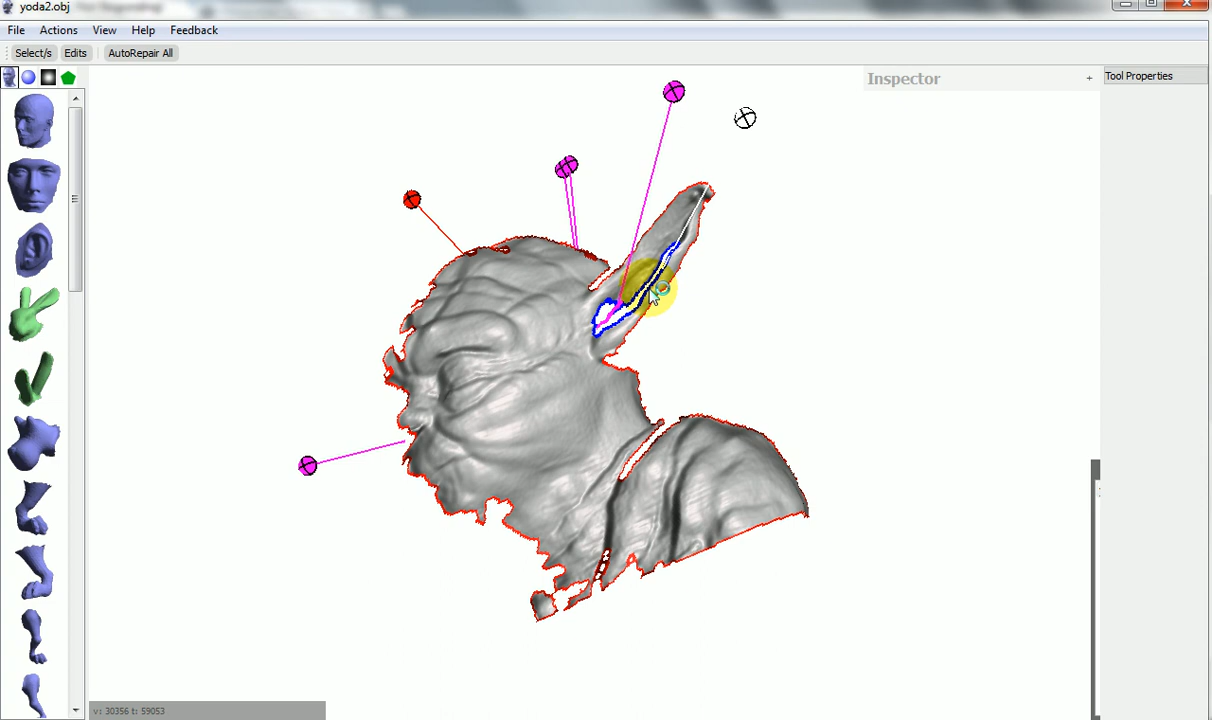 yoda2.obj
File Actions View Help Feedback
Select/s Edits AutoRepair All
Inspector +
Tool Properties
v: 30356 t: 59053